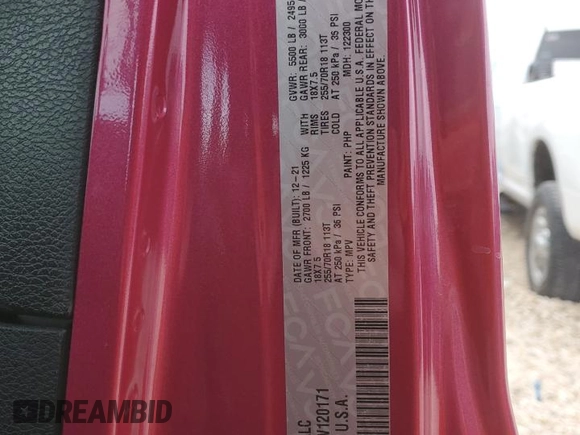 DATE OF MFR (BUILT): 12-21 GVWR: 5500 LB / 2495
GAWR FRONT: 2700 LB / 1225 KG WITH GAWR REAR: 3000 LB /
18X7.5 RIMS 18X7.5
255/70R18 113T TIRES 255/70R18 113T
AT 250 kPa / 36 PSI COLD AT 250 kPa / 35 PSI
TYPE: MPV PAINT: PHP MDH: 122300
THIS VEHICLE CONFORMS TO ALL APPLICABLE U.S.A. FEDERAL MO
SAFETY AND THEFT PREVENTION STANDARDS IN EFFECT ON THE
MANUFACTURE SHOWN ABOVE.
LC
120171
U.S.A.
DREAMBID